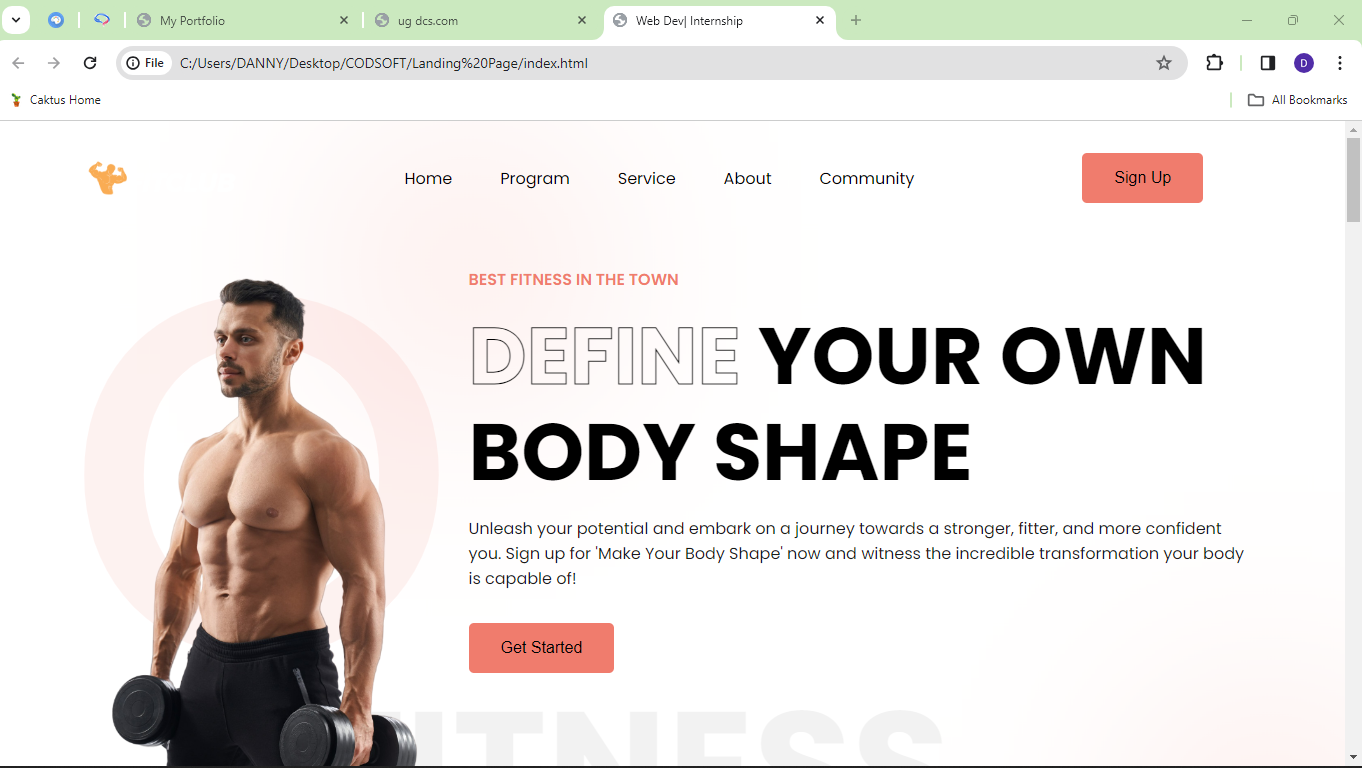 My Portfolio
ug dcs.com
Web Dev| Internship
File
C:/Users/DANNY/Desktop/CODSOFT/Landing%20Page/index.html
D
Caktus Home
All Bookmarks
Home
Program
Service
About
Community
Sign Up
BEST FITNESS IN THE TOWN
DEFINE YOUR OWN
BODY SHAPE
Unleash your potential and embark on a journey towards a stronger, fitter, and more confident
you. Sign up for 'Make Your Body Shape' now and witness the incredible transformation your body
is capable of!
Get Started
FITNESS